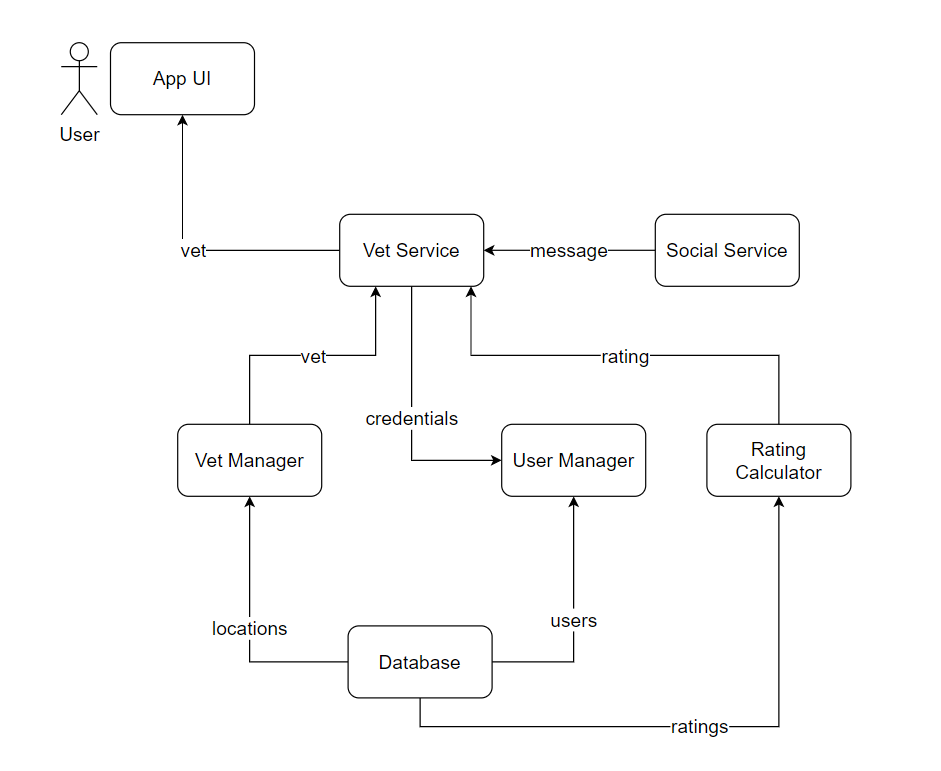 App UI
User
vet
Vet Service
message
Social Service
vet
rating
credentials
Vet Manager
User Manager
Rating
Calculator
locations
users
Database
ratings